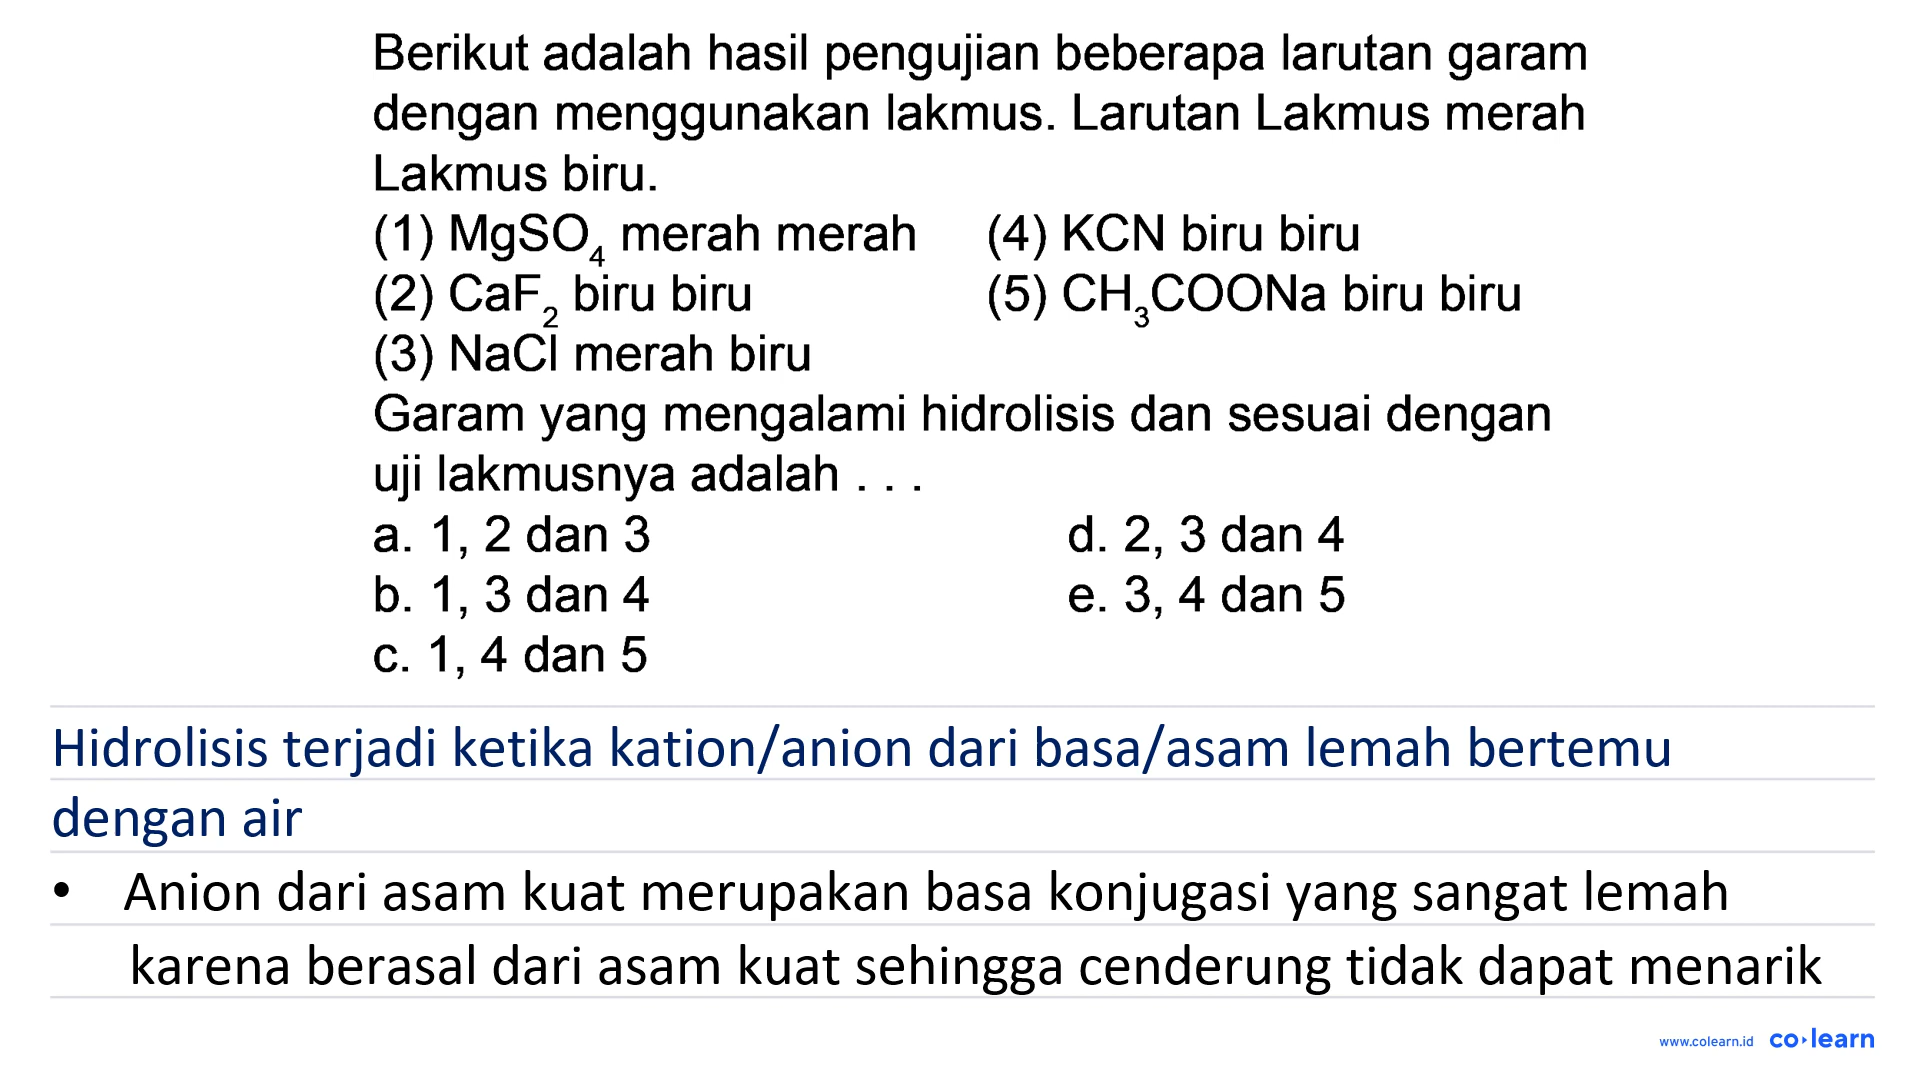 Berikut adalah hasil pengujian beberapa larutan garam
dengan menggunakan lakmus. Larutan Lakmus merah
Lakmus biru.
(1) MgSO₄ merah merah (4) KCN biru biru
(2) CaF₂ biru biru (5) CH₃COONa biru biru
(3) NaCl merah biru
Garam yang mengalami hidrolisis dan sesuai dengan
uji lakmusnya adalah . . .
a. 1, 2 dan 3 d. 2, 3 dan 4
b. 1, 3 dan 4 e. 3, 4 dan 5
c. 1, 4 dan 5
Hidrolisis terjadi ketika kation/anion dari basa/asam lemah bertemu
dengan air
• Anion dari asam kuat merupakan basa konjugasi yang sangat lemah
karena berasal dari asam kuat sehingga cenderung tidak dapat menarik
www.colearn.id co learn